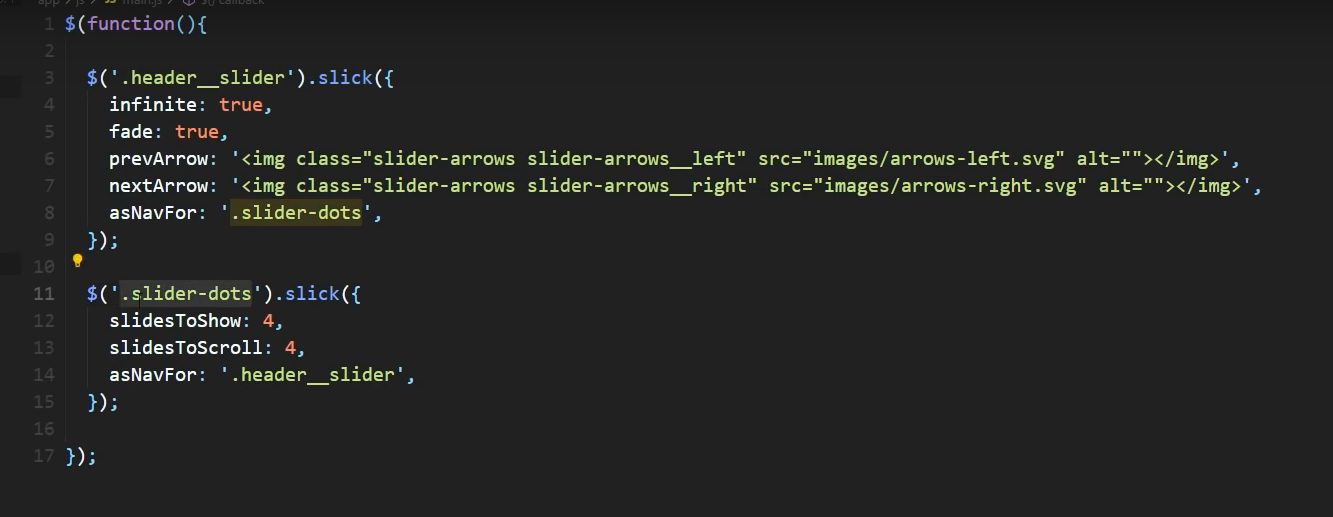 app > js > main.js > $() callback
1 $(function(){
2
3 $('.header__slider').slick({
4 infinite: true,
5 fade: true,
6 prevArrow: '<img class="slider-arrows slider-arrows__left" src="images/arrows-left.svg" alt=""></img>',
7 nextArrow: '<img class="slider-arrows slider-arrows__right" src="images/arrows-right.svg" alt=""></img>',
8 asNavFor: '.slider-dots',
9 });
10
11 $('.slider-dots').slick({
12 slidesToShow: 4,
13 slidesToScroll: 4,
14 asNavFor: '.header__slider',
15 });
16
17 });